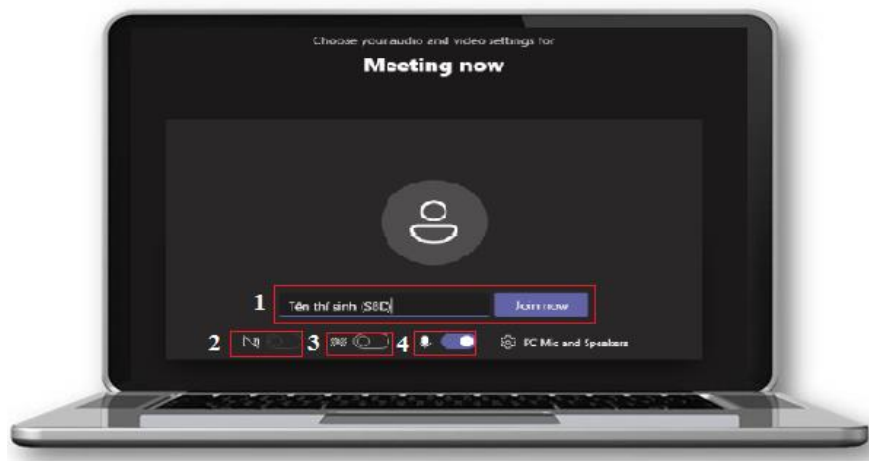 Choose your audio and video settings for
Meeting now
1 Tên thí sinh (SBD) Join now
2 3 4 PC Mic and Speakers